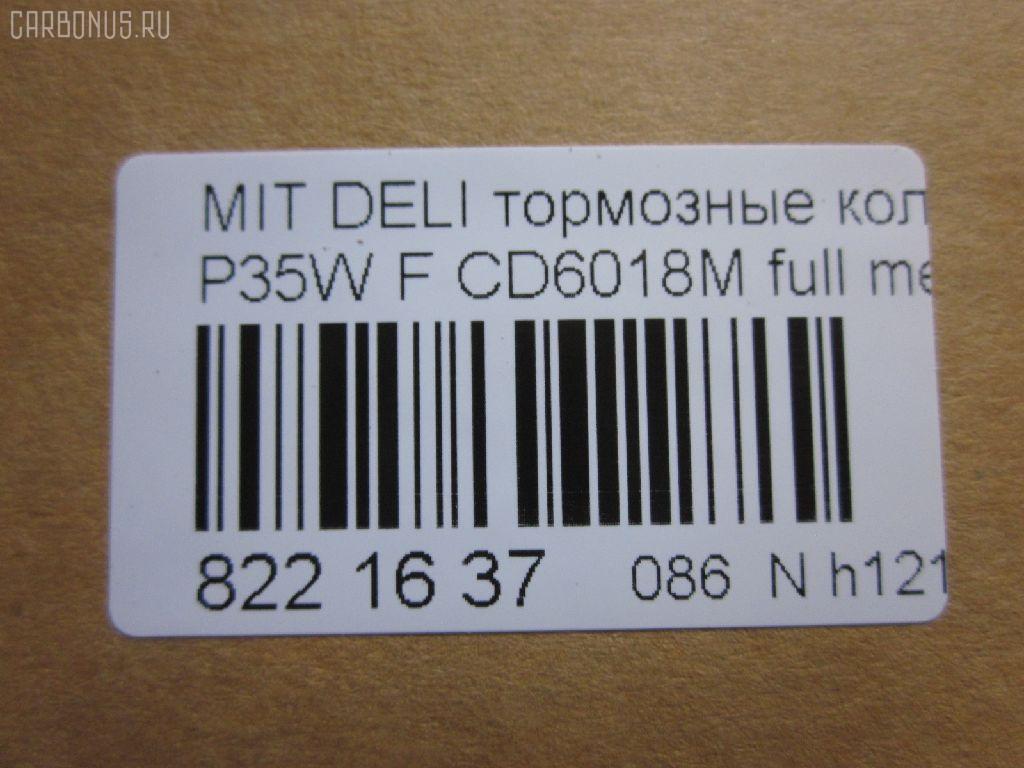 CARBONUS.RU
MIT DELI тормозные кол
P35W F CD6018M full me
822 16 37 086 N h121